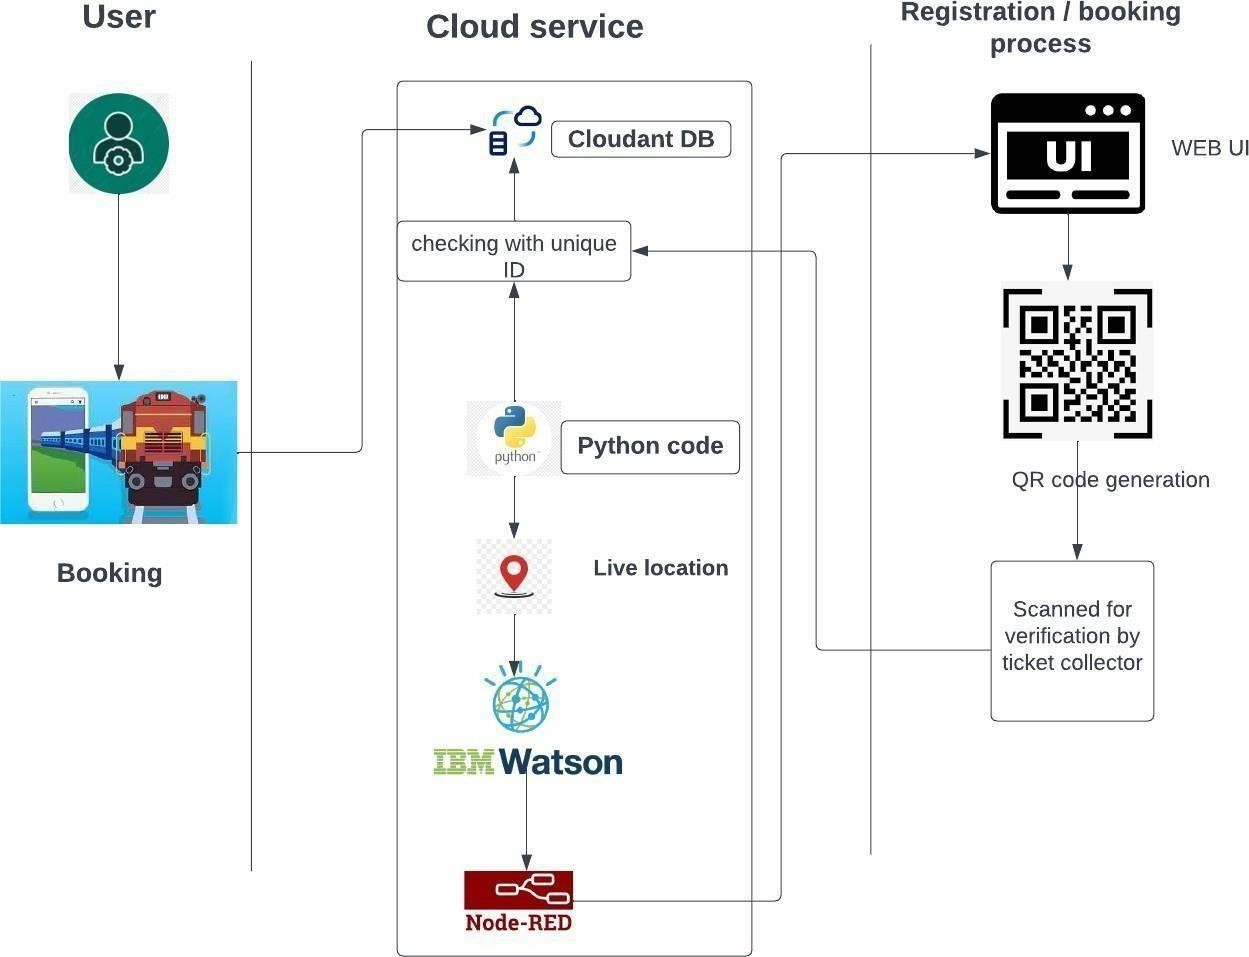 User
Cloud service
Registration / booking
process
Cloudant DB
UI
WEB UI
checking with unique
ID
python
Python code
QR code generation
Booking
Live location
Scanned for
verification by
ticket collector
IBM Watson
Node-RED